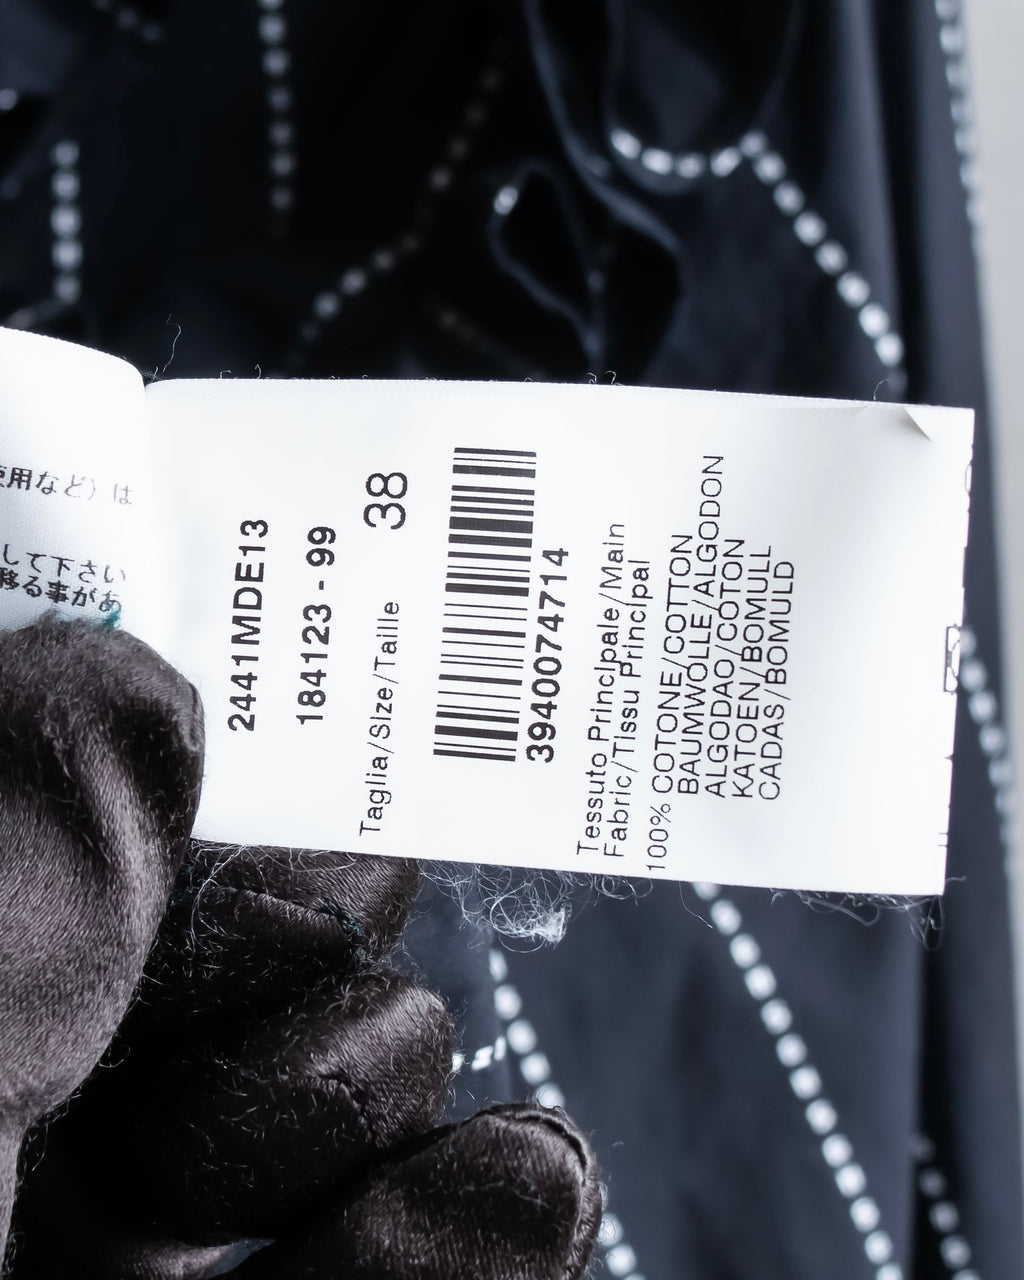 用など）は
して下さい
移る事があ
2441MDE13
184123 - 99
Taglia/Size/Taille 38
3940074714
Tessuto Principale/Main
Fabric/Tissu Principal
100% COTONE/COTTON
BAUMWOLLE/ALGODON
ALGODAO/COTON
KATOEN/BOMULL
CADAS/BOMULD